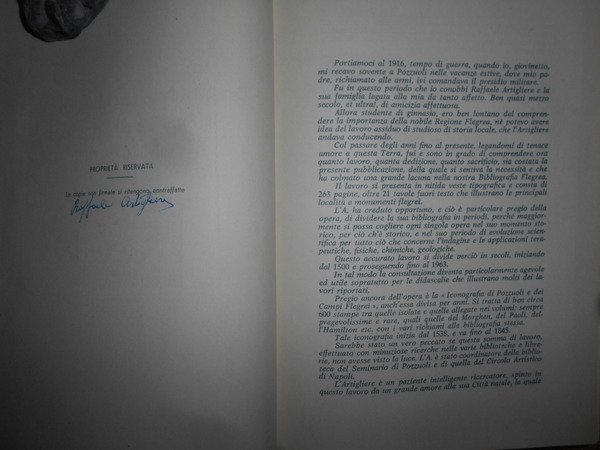 PROPRIETÀ RISERVATA
Le copie non firmate si ritengono contraffatte
Raffaele Artigliere
Portiamoci al 1916, tempo di guerra, quando io, giovinetto,
mi recavo sovente a Pozzuoli nelle vacanze estive, dove mio pa-
dre, richiamato alle armi, ivi comandava il presidio militare.
Fu in questo periodo che io conobbi Raffaele Artigliere e la
sua famiglia legata alla mia da tanto affetto. Ben quasi mezzo
secolo, et ultra!, di amicizia affettuosa.
Allora studente di ginnasio, ero ben lontano del compren-
dere la importanza della nobile Regione Flegrea, nè potevo avere
idea del lavoro assiduo di studioso di storia locale, che l'Artigliere
andava conducendo.
Col passare degli anni fino al presente, legandomi di tenace
amore a questa Terra, fui e sono in grado di comprendere ora
quanto lavoro, quanta dedizione, quanto sacrificio, sia costata la
presente pubblicazione, della quale si sentiva la necessità e che
ha colmato una grande lacuna nella nostra Bibliografia Flegrea.
Il lavoro si presenta in nitida veste tipografica e consta di
263 pagine, oltre 21 tavole fuori testo che illustrano le principali
località e monumenti flegrei.
L'A. ha creduto opportuno, e ciò è particolare pregio della
opera, di dividere la sua bibliografia in periodi, perchè maggior-
mente si possa cogliere ogni singola opera nel suo momento sto-
rico, per ciò ch'è storico, e nel suo periodo di evoluzione scien-
tifica per tutto ciò che concerne l'indagine e le applicazioni tera-
peutiche, fisiche, chimiche, geologiche.
Questo accurato lavoro si divide perciò in secoli, iniziando
dal 1500 e proseguendo fino al 1963.
In tal modo la consultazione diventa particolarmente agevole
ed utile sopratutto per le didascalie che illustrano molti dei la-
vori riportati.
Pregio ancora dell'opera è la « Iconografia di Pozzuoli e dei
Campi Flegrei », anch'essa divisa per anni. Si tratta di ben circa
600 stampe tra quelle isolate e quelle allegate nei volumi: sempre
pregevolissime e rare, quali quelle del Morghen, del Paoli, del-
l'Hamilton etc. con i vari richiami alla bibliografia stessa.
Tale iconografia inizia dal 1538, e va fino al 1845.
Sarebbe stato un vero peccato se questa somma di lavoro,
effettuato con minuziose ricerche nelle varie biblioteche e libre-
rie, non avesse visto la luce. L'A. è stato coordinatore della biblio-
teca del Seminario di Pozzuoli e di quella del Circolo Artistico
di Napoli.
L'Artigliere è un paziente intelligente ricercatore, spinto in
questo lavoro da un grande amore alla sua Città natale, la quale